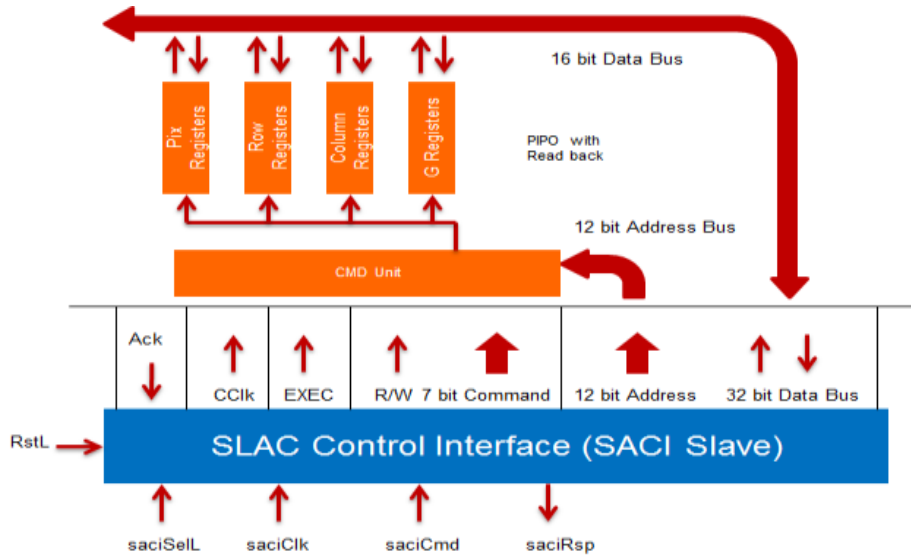 16 bit Data Bus
Pix
Registers
Row
Registers
Column
Registers
G Registers
PIPO with
Read back
12 bit Address Bus
CMD Unit
Ack
CClk
EXEC
R/W 7 bit Command
12 bit Address
32 bit Data Bus
RstL
SLAC Control Interface (SACI Slave)
saciSelL
saciClk
saciCmd
saciRsp